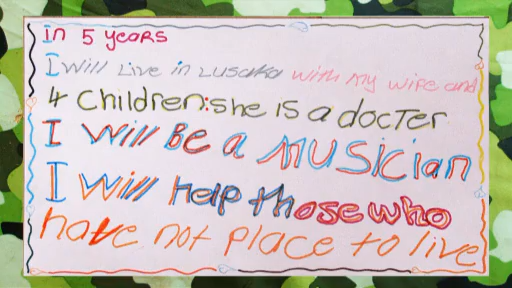 In 5 years
I will Live in Lusaka with my wife and
4 children:she is a docter
I will Be a Musician
I will Help those who
have not place to live